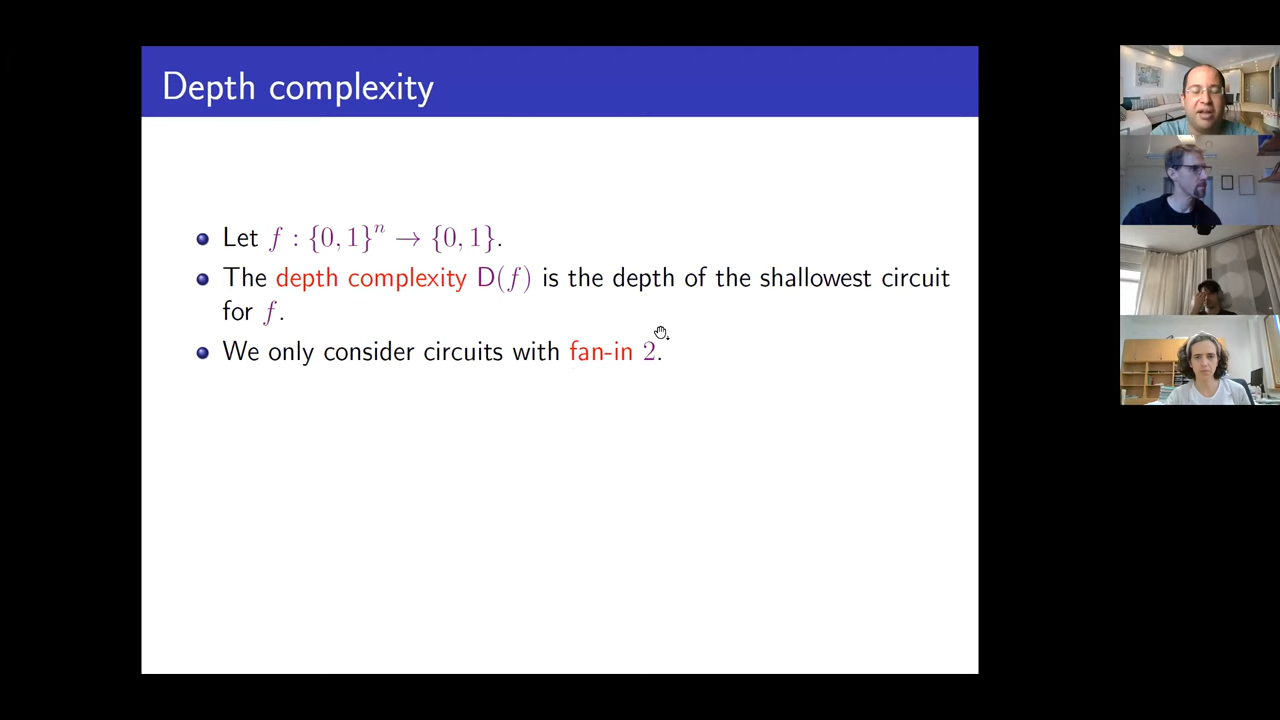 Depth complexity
Let f : {0, 1}ⁿ → {0, 1}.
The depth complexity D(f) is the depth of the shallowest circuit
for f.
We only consider circuits with fan-in 2.